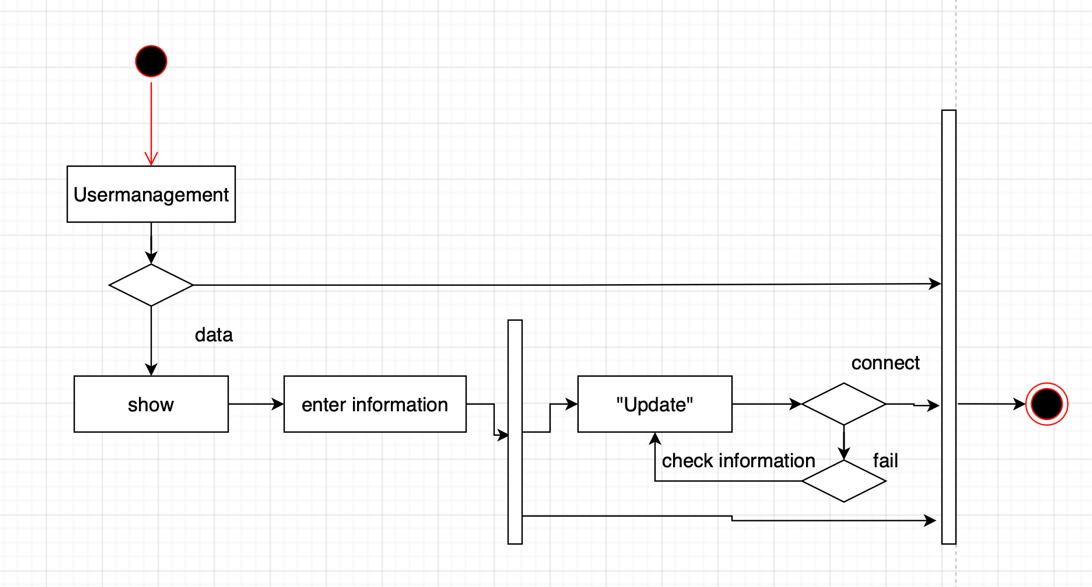 Usermanagement
data
show
enter information
"Update"
connect
check information
fail